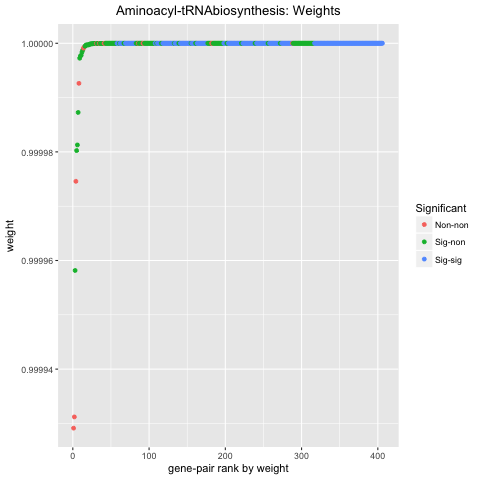 Aminoacyl-tRNAbiosynthesis: Weights
1.00000
0.99998
0.99996
0.99994
weight
0
100
200
300
400
gene-pair rank by weight
Significant
Non-non
Sig-non
Sig-sig